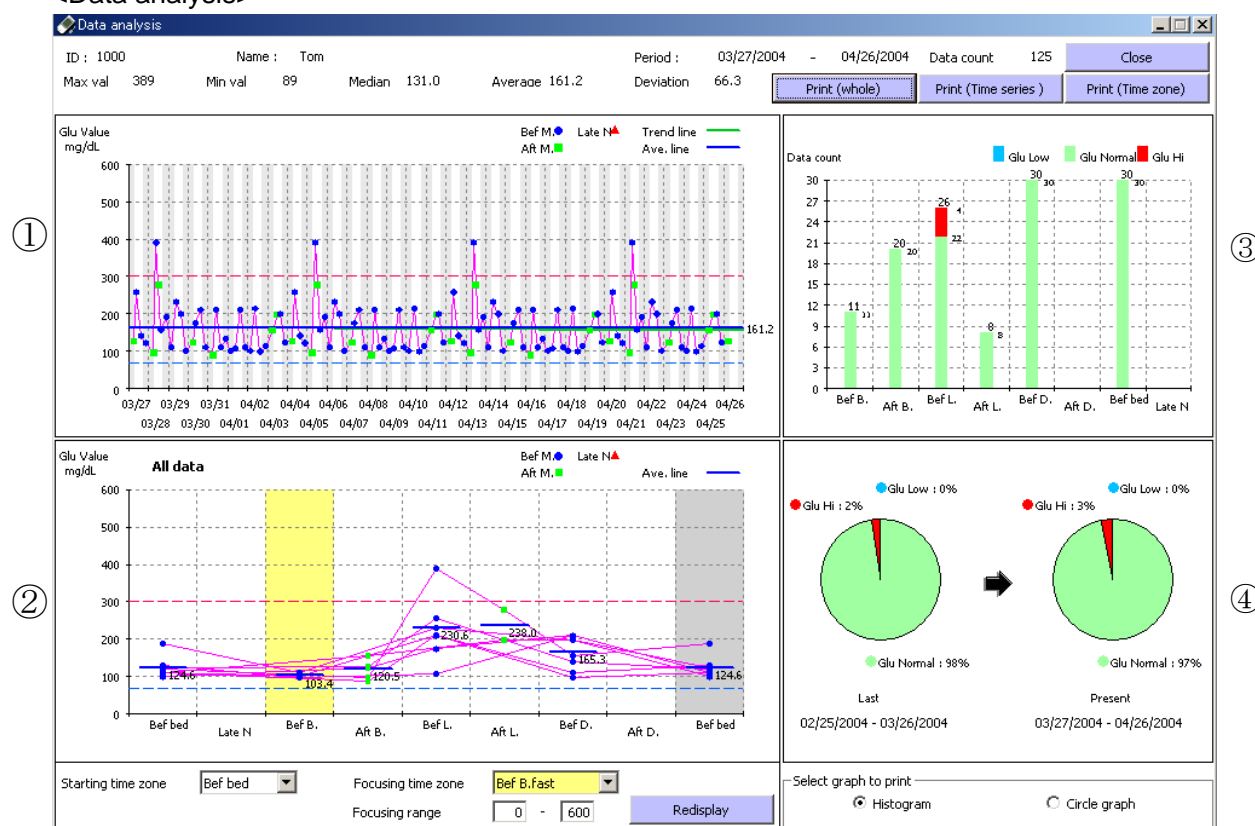 <Data analysis>
Data analysis
ID : 1000 Name : Tom Period : 03/27/2004 - 04/26/2004 Data count 125 Close
Max val 389 Min val 89 Median 131.0 Average 161.2 Deviation 66.3 Print (whole) Print (Time series ) Print (Time zone)
①
Glu Value
mg/dL
Bef M. Late N Trend line
Aft M. Ave. line
600
500
400
300
200
161.2
100
0
03/27 03/29 03/31 04/02 04/04 04/06 04/08 04/10 04/12 04/14 04/16 04/18 04/20 04/22 04/24 04/26
03/28 03/30 04/01 04/03 04/05 04/07 04/09 04/11 04/13 04/15 04/17 04/19 04/21 04/23 04/25
③
Data count
Glu Low Glu Normal Glu Hi
30 30 30 30 30
27
26 4
24
22
21
20 20
18
15
12
11 11
9
8 8
6
3
0
Bef B. Aft B. Bef L. Aft L. Bef D. Aft D. Bef bed Late N
②
Glu Value
mg/dL
All data
Bef M. Late N
Aft M. Ave. line
600
500
400
300
230.6 238.0
200
165.3
124.6 103.4 120.5 124.6
100
0
Bef bed Late N Bef B. Aft B. Bef L. Aft L. Bef D. Aft D. Bef bed
④
Glu Low : 0% Glu Low : 0%
Glu Hi : 2% Glu Hi : 3%
Glu Normal : 98% Glu Normal : 97%
Last Present
02/25/2004 - 03/26/2004 03/27/2004 - 04/26/2004
Starting time zone Bef bed Focusing time zone Bef B.fast
Focusing range 0 - 600 Redisplay
Select graph to print
Histogram Circle graph